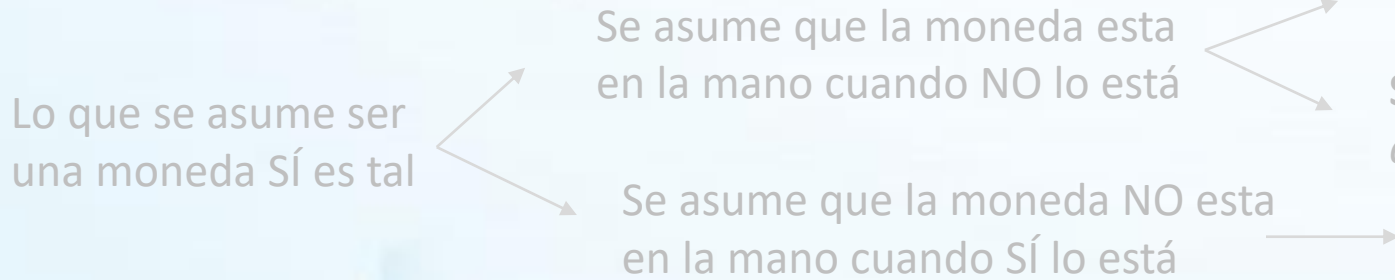 Se asume que la moneda esta
en la mano cuando NO lo está
Lo que se asume ser
una moneda SÍ es tal
Se asume que la moneda NO esta
en la mano cuando SÍ lo está